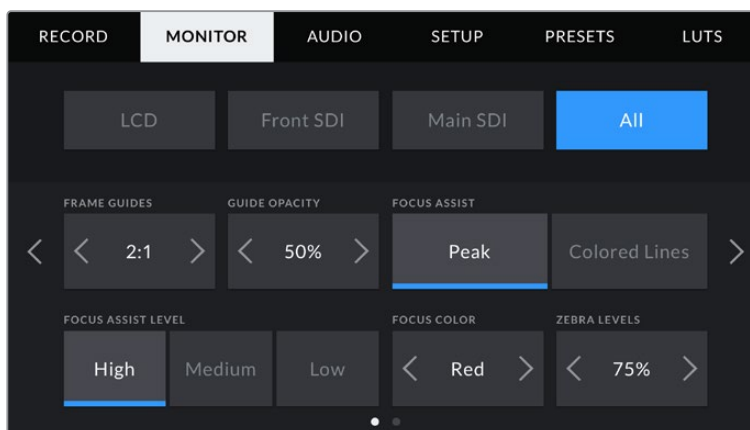 RECORD MONITOR AUDIO SETUP PRESETS LUTS
LCD Front SDI Main SDI All
FRAME GUIDES GUIDE OPACITY FOCUS ASSIST
2:1 50% Peak Colored Lines
FOCUS ASSIST LEVEL FOCUS COLOR ZEBRA LEVELS
High Medium Low Red 75%